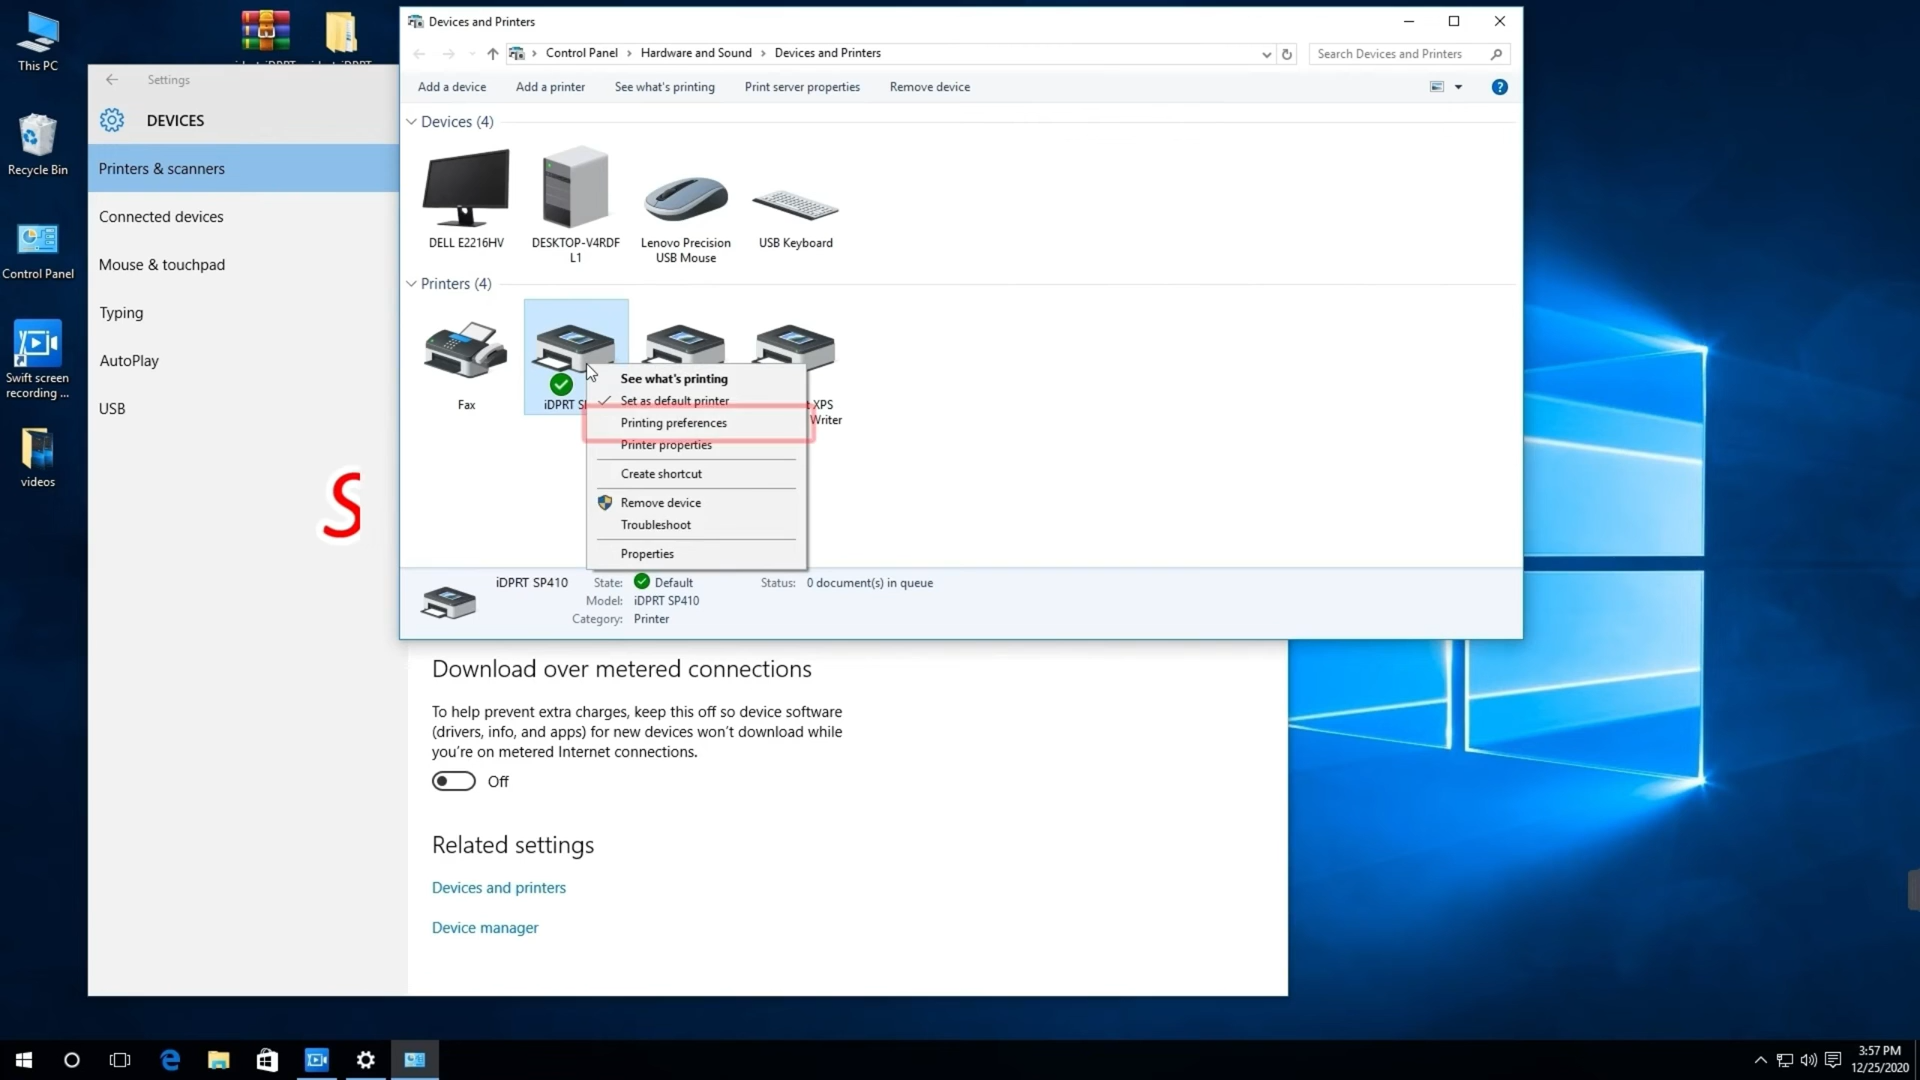 This PC
Recycle Bin
Control Panel
Swift screen
recording ...
videos
Settings
DEVICES
Printers & scanners
Connected devices
Mouse & touchpad
Typing
AutoPlay
USB
S
Devices and Printers
Control Panel > Hardware and Sound > Devices and Printers
Search Devices and Printers
Add a device
Add a printer
See what's printing
Print server properties
Remove device
?
Devices (4)
DELL E2216HV
DESKTOP-V4RDF
L1
Lenovo Precision
USB Mouse
USB Keyboard
Printers (4)
Fax
iDPRT
XPS
Writer
See what's printing
Set as default printer
Printing preferences
Printer properties
Create shortcut
Remove device
Troubleshoot
Properties
iDPRT SP410
State: Default
Status: 0 document(s) in queue
Model: iDPRT SP410
Category: Printer
Download over metered connections
To help prevent extra charges, keep this off so device software
(drivers, info, and apps) for new devices won't download while
you're on metered Internet connections.
Off
Related settings
Devices and printers
Device manager
3:57 PM
12/25/2020